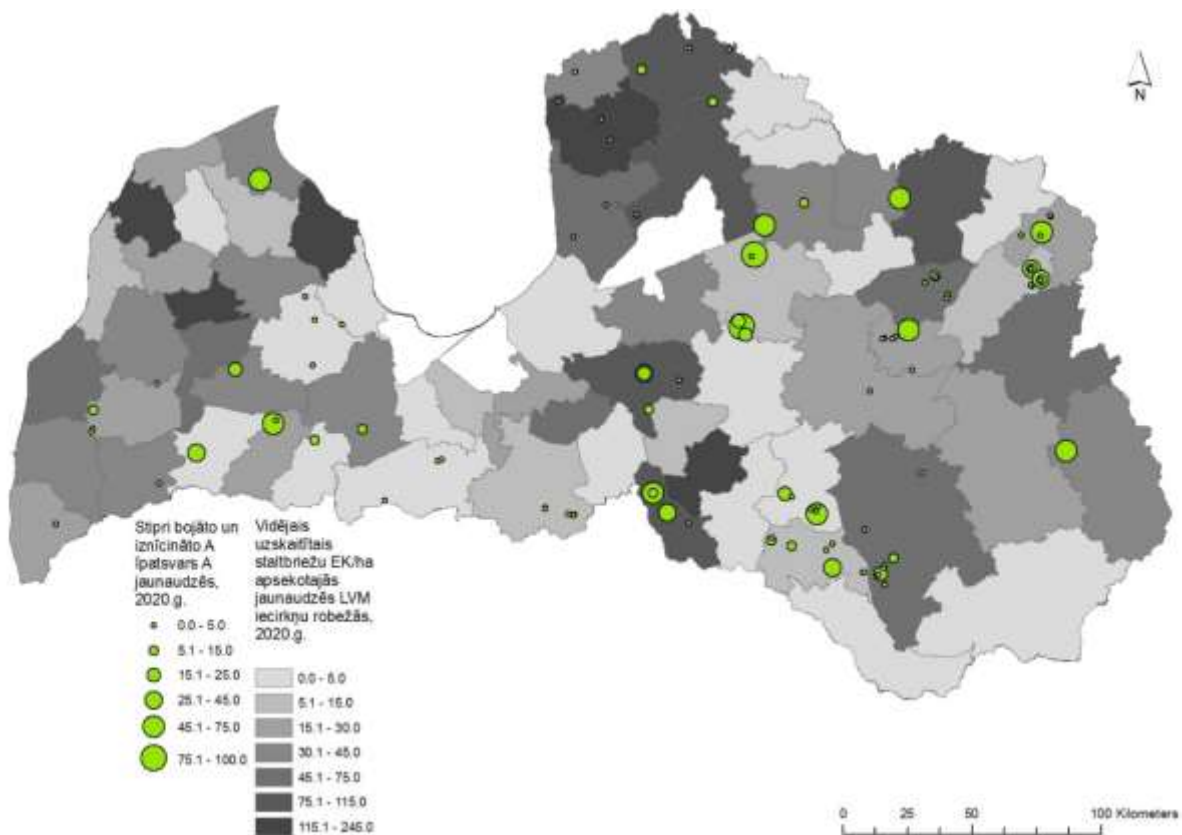 N
Stipri bojāto un
iznīcināto A
īpatsvars A
jaunaudzēs,
2020.g.
0.0 - 5.0
5.1 - 15.0
15.1 - 25.0
25.1 - 45.0
45.1 - 75.0
75.1 - 100.0
Vidējais
uzskaitītais
staltbriežu EK/ha
apsekotajās
jaunaudzēs LVM
iecirkņu robežās,
2020.g.
0.0 - 5.0
5.1 - 15.0
15.1 - 30.0
30.1 - 45.0
45.1 - 75.0
75.1 - 115.0
115.1 - 245.0
0 25 50 100 Kilometers